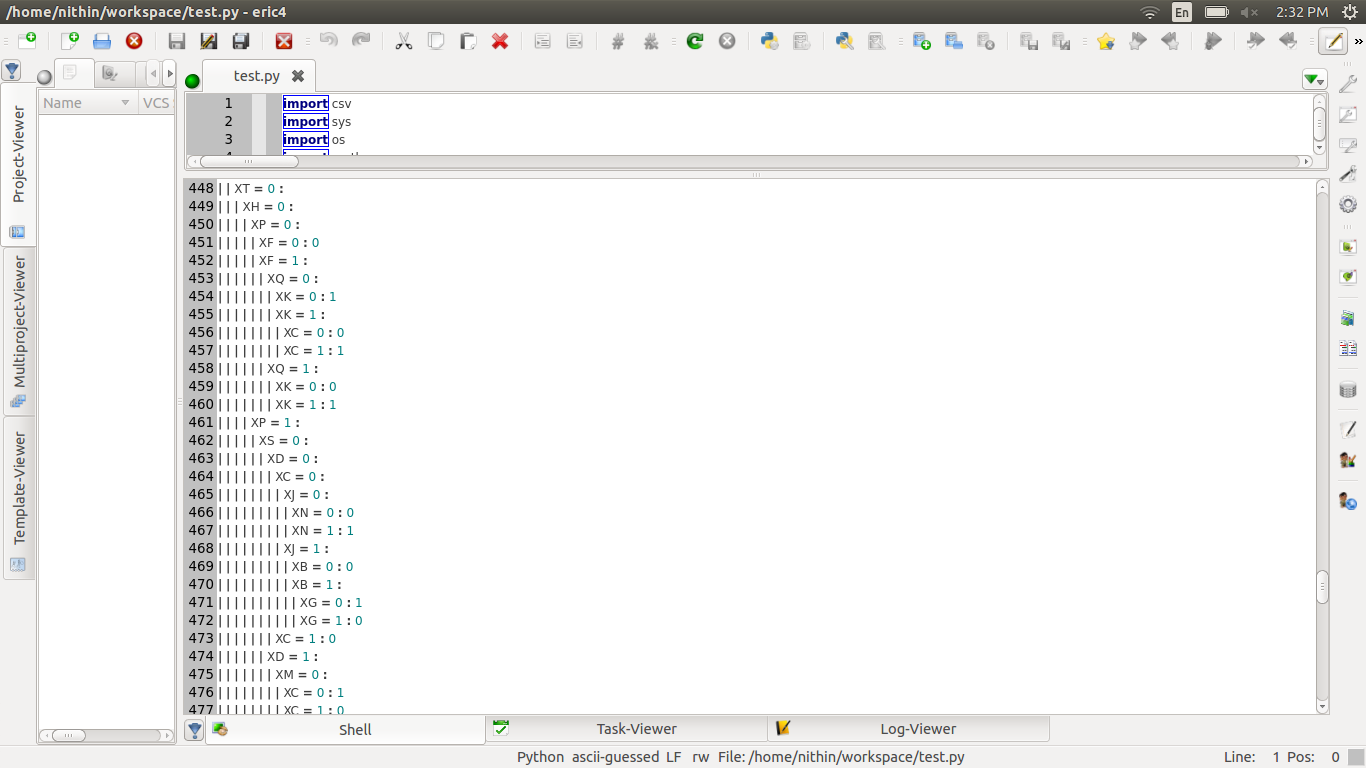 /home/nithin/workspace/test.py - eric4
En
2:32 PM
»
test.py
Name
VCS
Project-Viewer
Multiproject-Viewer
Template-Viewer
1 import csv
2 import sys
3 import os
448 || XT = 0 :
449 ||| XH = 0 :
450 |||| XP = 0 :
451 ||||| XF = 0 : 0
452 ||||| XF = 1 :
453 |||||| XQ = 0 :
454 ||||||| XK = 0 : 1
455 ||||||| XK = 1 :
456 |||||||| XC = 0 : 0
457 |||||||| XC = 1 : 1
458 |||||| XQ = 1 :
459 ||||||| XK = 0 : 0
460 ||||||| XK = 1 : 1
461 |||| XP = 1 :
462 ||||| XS = 0 :
463 |||||| XD = 0 :
464 ||||||| XC = 0 :
465 |||||||| XJ = 0 :
466 ||||||||| XN = 0 : 0
467 ||||||||| XN = 1 : 1
468 |||||||| XJ = 1 :
469 ||||||||| XB = 0 : 0
470 ||||||||| XB = 1 :
471 |||||||||| XG = 0 : 1
472 |||||||||| XG = 1 : 0
473 ||||||| XC = 1 : 0
474 |||||| XD = 1 :
475 ||||||| XM = 0 :
476 |||||||| XC = 0 : 1
477 |||||||| XC = 1 : 0
Shell
Task-Viewer
Log-Viewer
Python ascii-guessed LF rw File: /home/nithin/workspace/test.py
Line: 1 Pos: 0